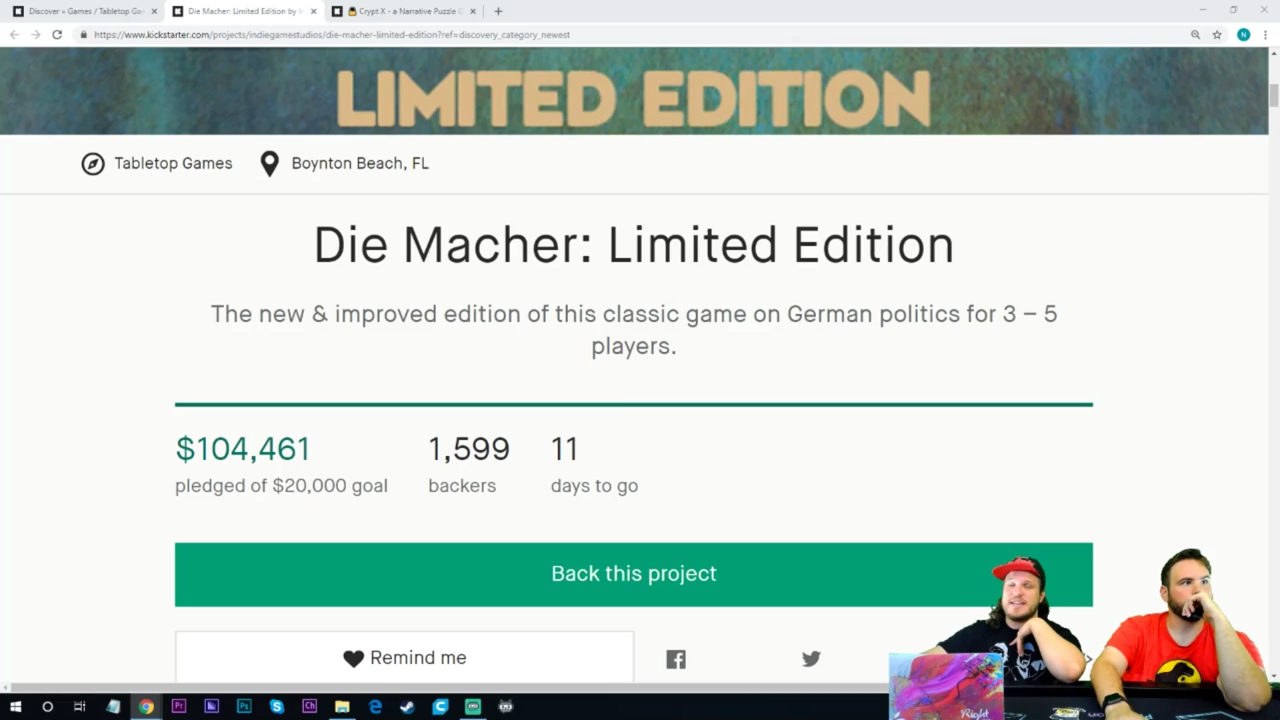 Discover » Games / Tabletop Ga
Die Macher: Limited Edition by I
Crypt X - a Narrative Puzzle
https://www.kickstarter.com/projects/indiegamestudios/die-macher-limited-edition?ref=discovery_category_newest
N
LIMITED EDITION
Tabletop Games
Boynton Beach, FL
Die Macher: Limited Edition
The new & improved edition of this classic game on German politics for 3 – 5
players.
$104,461
1,599
11
pledged of $20,000 goal
backers
days to go
Back this project
Remind me
Pr
Ps
Ch